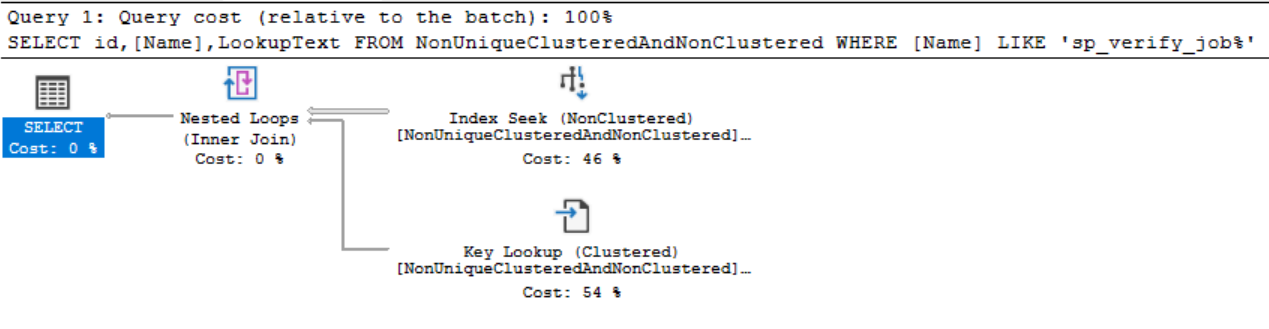 Query 1: Query cost (relative to the batch): 100%
SELECT id,[Name],LookupText FROM NonUniqueClusteredAndNonClustered WHERE [Name] LIKE 'sp_verify_job%'
SELECT
Cost: 0 %
Nested Loops
(Inner Join)
Cost: 0 %
Index Seek (NonClustered)
[NonUniqueClusteredAndNonClustered]…
Cost: 46 %
Key Lookup (Clustered)
[NonUniqueClusteredAndNonClustered]…
Cost: 54 %